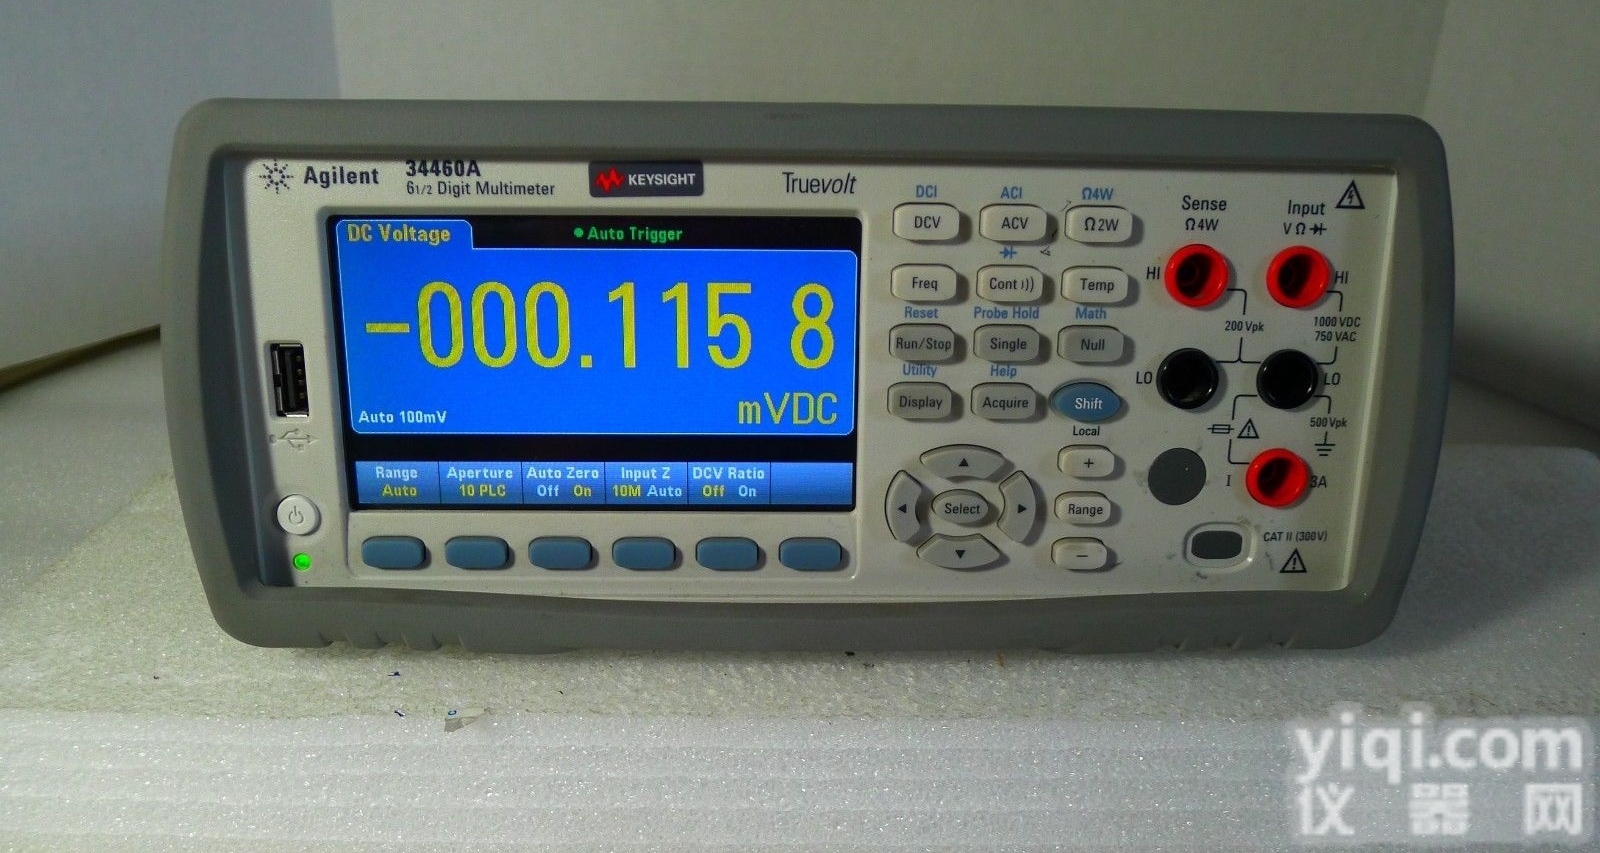 Agilent
34460A
6 1/2 Digit Multimeter
KEYSIGHT
Truevolt
DC Voltage
Auto Trigger
-000.115 8
mVDC
Auto 100mV
Range
Auto
Aperture
10 PLC
Auto Zero
Off On
Input Z
10M Auto
DCV Ratio
Off On
DCI
ACI
Ω4W
DCV
ACV
Ω2W
Freq
Cont
Temp
Reset
Probe Hold
Math
Run/Stop
Single
Null
Utility
Help
Display
Acquire
Shift
Local
+
Select
Range
−
Sense
Ω4W
Input
V Ω
HI
HI
200 Vpk
1000 VDC
750 VAC
LO
LO
500 Vpk
I
3A
CAT II (300V)
yiqi.com
仪器网